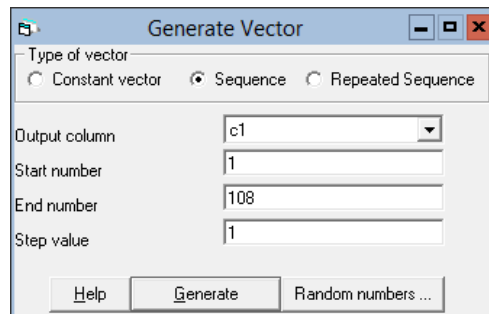 Generate Vector
Type of vector
Constant vector Sequence Repeated Sequence
Output column c1
Start number 1
End number 108
Step value 1
Help Generate Random numbers ...